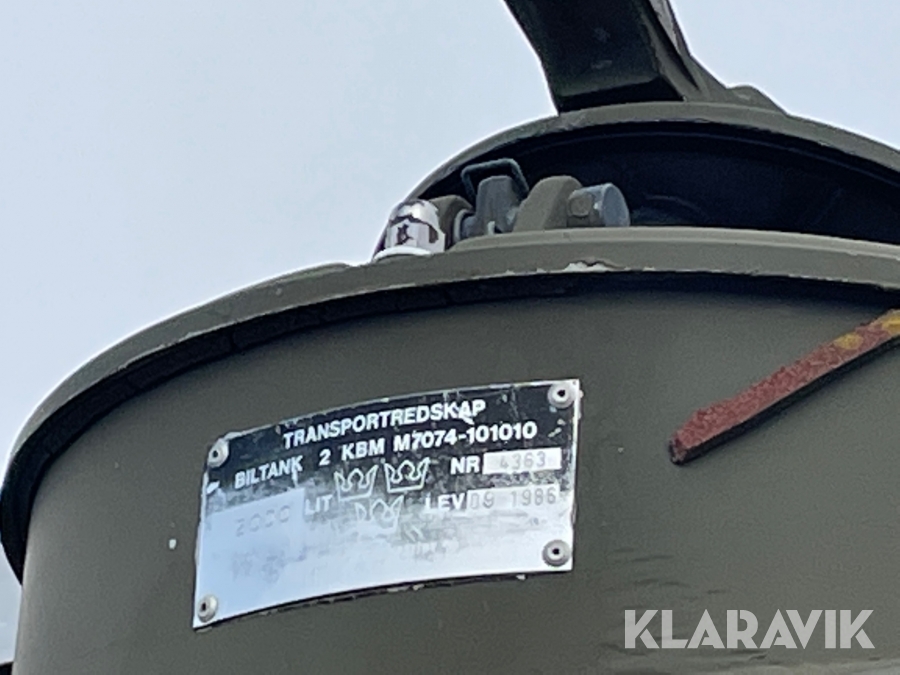 TRANSPORTREDSKAP
BILTANK 2 KBM M7074-101010
NR 4363
2000 LIT LEV 09 1986
KLARAVIK